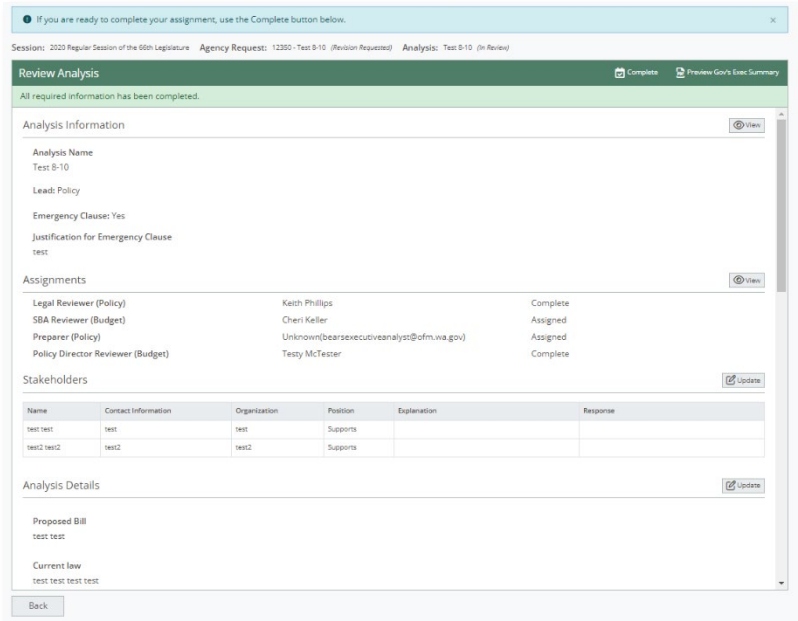 If you are ready to complete your assignment, use the Complete button below. ×
Session: 2020 Regular Session of the 66th Legislature Agency Request: 12350 - Test 8-10 (Revision Requested) Analysis: Test 8-10 (In Review)
Review Analysis Complete Preview Gov's Exec Summary
All required information has been completed.
Analysis Information View
Analysis Name
Test 8-10
Lead: Policy
Emergency Clause: Yes
Justification for Emergency Clause
test
Assignments View
Legal Reviewer (Policy) Keith Phillips Complete
SBA Reviewer (Budget) Cheri Keller Assigned
Preparer (Policy) Unknown(bearsexecutiveanalyst@ofm.wa.gov) Assigned
Policy Director Reviewer (Budget) Testy McTester Complete
Stakeholders Update
Name Contact Information Organization Position Explanation Response
test test test test Supports
test2 test2 test2 test2 Supports
Analysis Details Update
Proposed Bill
test test
Current law
test test test test
Back